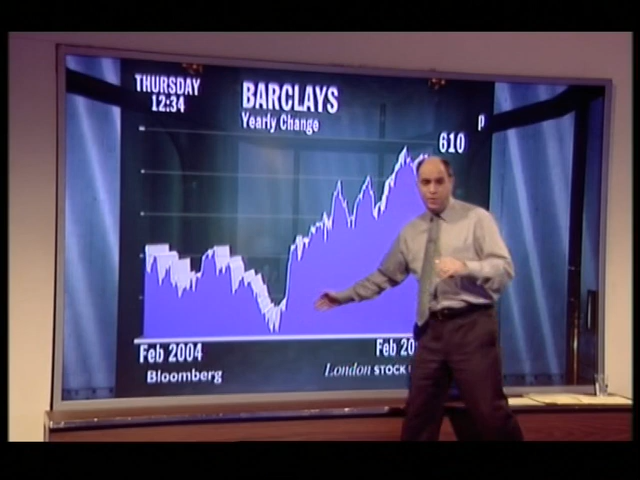 THURSDAY
12:34
BARCLAYS
Yearly Change
p
610
Feb 2004
Feb 20
Bloomberg
London STOCK